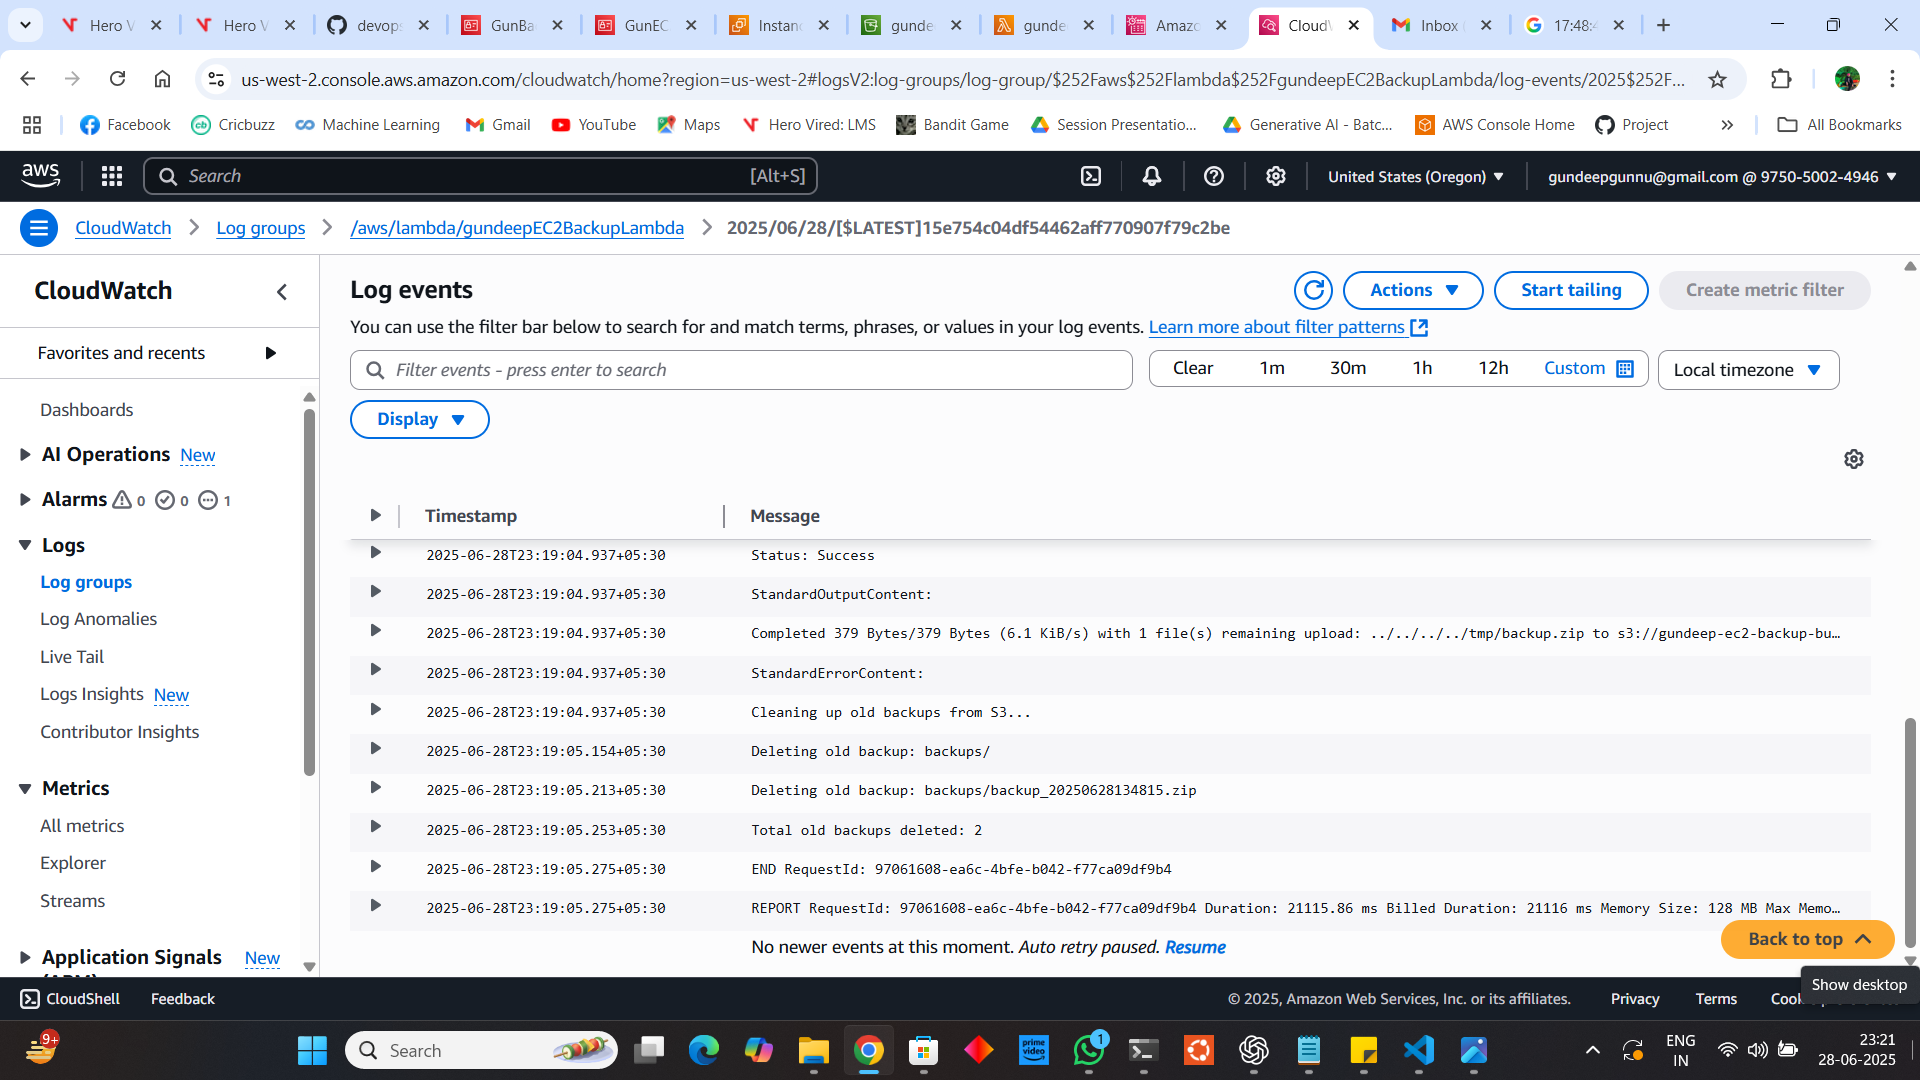 Hero V
Hero V
devop
GunBa
GunEC
Instanc
gunde
gunde
Amazo
CloudW
Inbox
17:48:4
us-west-2.console.aws.amazon.com/cloudwatch/home?region=us-west-2#logsV2:log-groups/log-group/$252Faws$252Flambda$252FgundeepEC2BackupLambda/log-events/2025$252F...
Facebook
Cricbuzz
Machine Learning
Gmail
YouTube
Maps
Hero Vired: LMS
Bandit Game
Session Presentatio...
Generative AI - Batc...
AWS Console Home
Project
All Bookmarks
aws
Search
[Alt+S]
United States (Oregon)
gundeepgunnu@gmail.com @ 9750-5002-4946
CloudWatch
Log groups
/aws/lambda/gundeepEC2BackupLambda
2025/06/28/[$LATEST]15e754c04df54462aff770907f79c2be
CloudWatch
Favorites and recents
Dashboards
AI Operations New
Alarms 0 0 1
Logs
Log groups
Log Anomalies
Live Tail
Logs Insights New
Contributor Insights
Metrics
All metrics
Explorer
Streams
Application Signals New
Log events
Actions
Start tailing
Create metric filter
You can use the filter bar below to search for and match terms, phrases, or values in your log events. Learn more about filter patterns
Filter events - press enter to search
Clear 1m 30m 1h 12h Custom
Local timezone
Display
Timestamp Message
2025-06-28T23:19:04.937+05:30 Status: Success
2025-06-28T23:19:04.937+05:30 StandardOutputContent:
2025-06-28T23:19:04.937+05:30 Completed 379 Bytes/379 Bytes (6.1 KiB/s) with 1 file(s) remaining upload: ../../../../tmp/backup.zip to s3://gundeep-ec2-backup-bu…
2025-06-28T23:19:04.937+05:30 StandardErrorContent:
2025-06-28T23:19:04.937+05:30 Cleaning up old backups from S3...
2025-06-28T23:19:05.154+05:30 Deleting old backup: backups/
2025-06-28T23:19:05.213+05:30 Deleting old backup: backups/backup_20250628134815.zip
2025-06-28T23:19:05.253+05:30 Total old backups deleted: 2
2025-06-28T23:19:05.275+05:30 END RequestId: 97061608-ea6c-4bfe-b042-f77ca09df9b4
2025-06-28T23:19:05.275+05:30 REPORT RequestId: 97061608-ea6c-4bfe-b042-f77ca09df9b4 Duration: 21115.86 ms Billed Duration: 21116 ms Memory Size: 128 MB Max Memo…
No newer events at this moment. Auto retry paused. Resume
Back to top
Show desktop
CloudShell
Feedback
© 2025, Amazon Web Services, Inc. or its affiliates.
Privacy
Terms
9+
Search
prime video
1
ENG
IN
23:21
28-06-2025